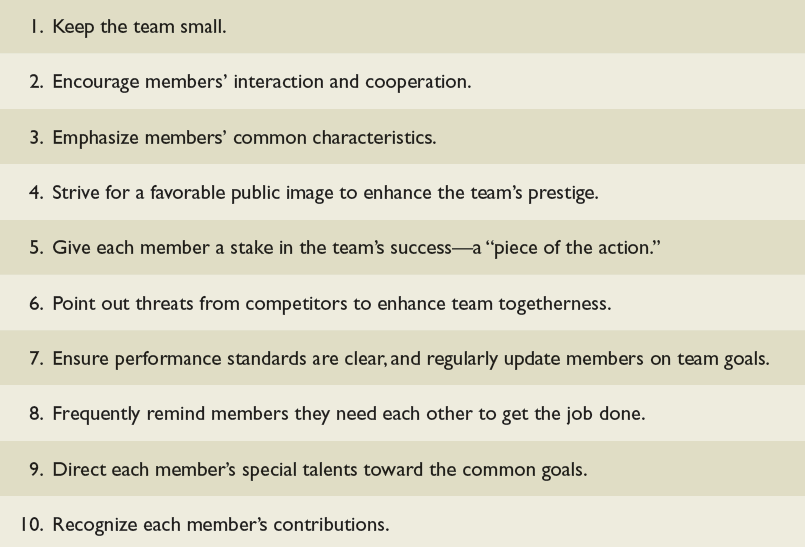 1. Keep the team small.
2. Encourage members’ interaction and cooperation.
3. Emphasize members’ common characteristics.
4. Strive for a favorable public image to enhance the team’s prestige.
5. Give each member a stake in the team’s success—a “piece of the action.”
6. Point out threats from competitors to enhance team togetherness.
7. Ensure performance standards are clear, and regularly update members on team goals.
8. Frequently remind members they need each other to get the job done.
9. Direct each member’s special talents toward the common goals.
10. Recognize each member’s contributions.